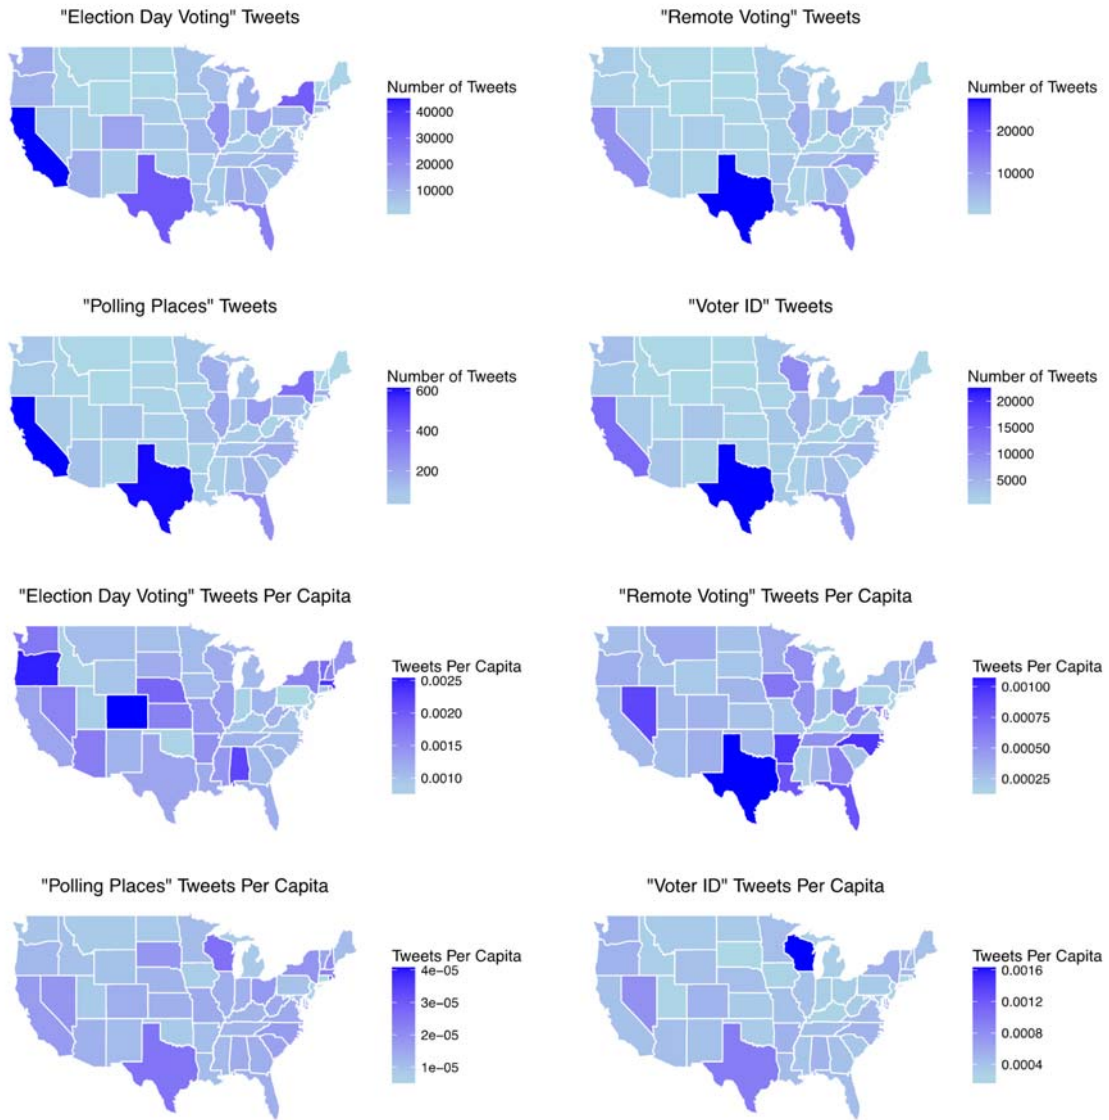 "Election Day Voting" Tweets
Number of Tweets
40000
30000
20000
10000
"Remote Voting" Tweets
Number of Tweets
20000
10000
"Polling Places" Tweets
Number of Tweets
600
400
200
"Voter ID" Tweets
Number of Tweets
20000
15000
10000
5000
"Election Day Voting" Tweets Per Capita
Tweets Per Capita
0.0025
0.0020
0.0015
0.0010
"Remote Voting" Tweets Per Capita
Tweets Per Capita
0.00100
0.00075
0.00050
0.00025
"Polling Places" Tweets Per Capita
Tweets Per Capita
4e-05
3e-05
2e-05
1e-05
"Voter ID" Tweets Per Capita
Tweets Per Capita
0.0016
0.0012
0.0008
0.0004